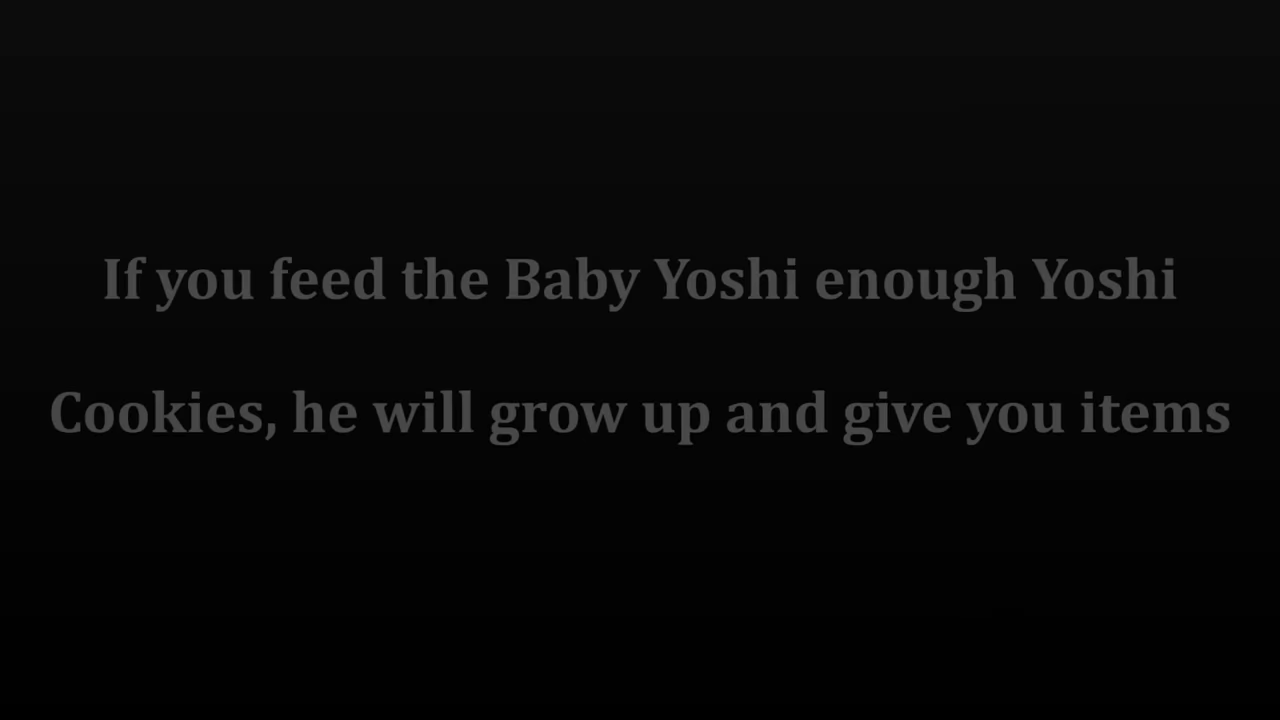 If you feed the Baby Yoshi enough Yoshi
Cookies, he will grow up and give you items